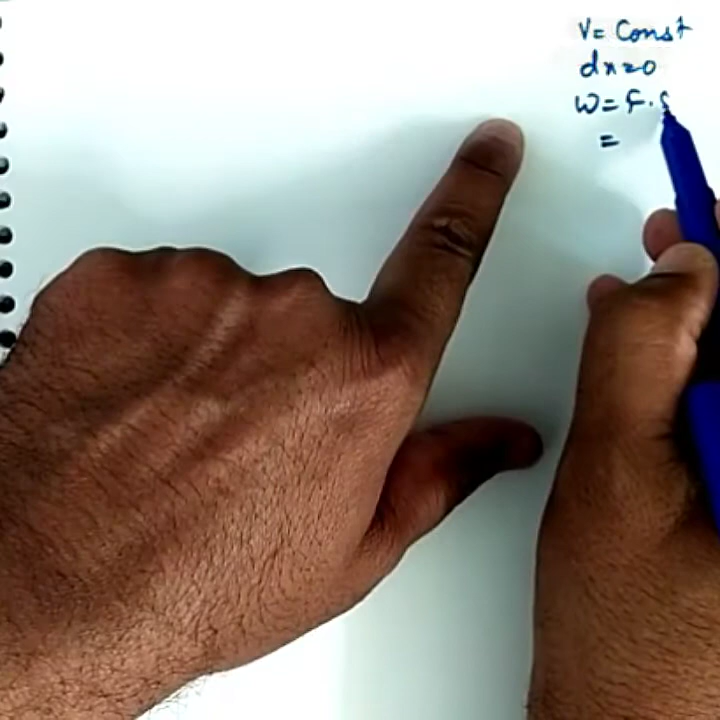 V = Const
dx = 0
W = F. S
=